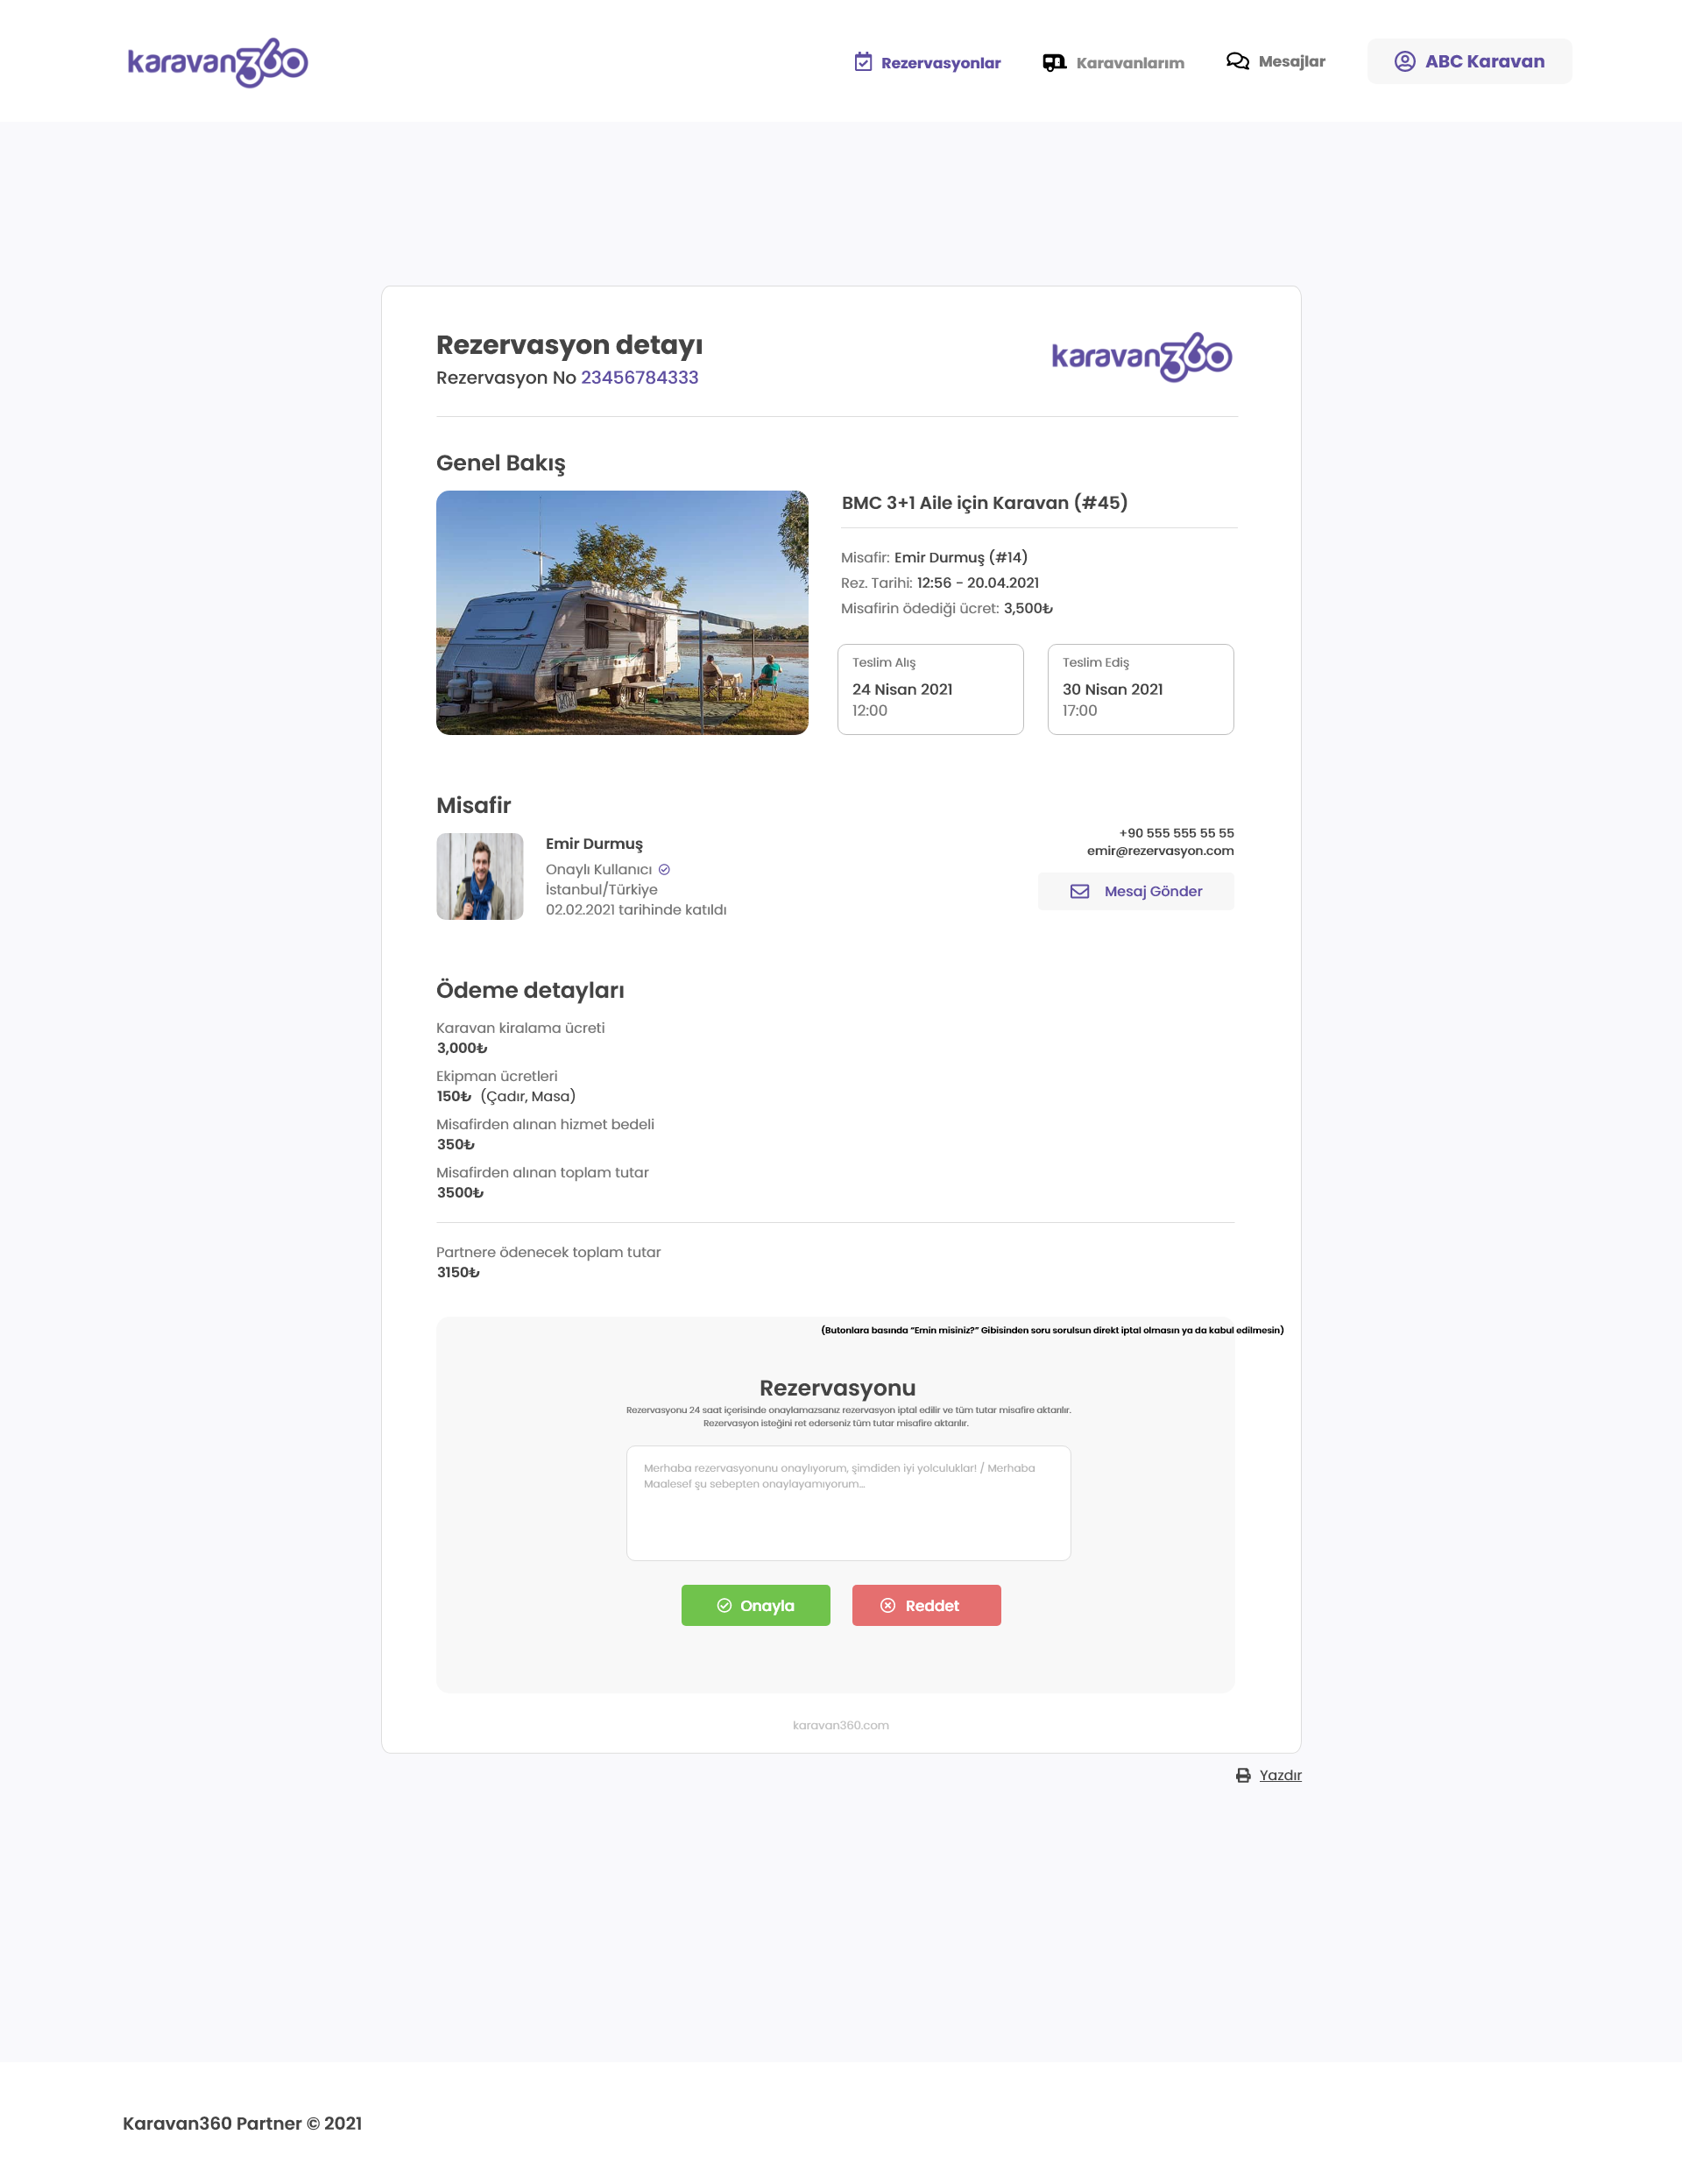 karavan360
Rezervasyonlar
Karavanlarım
Mesajlar
ABC Karavan
Rezervasyon detayı
Rezervasyon No 23456784333
karavan360
Genel Bakış
BMC 3+1 Aile için Karavan (#45)
Misafir: Emir Durmuş (#14)
Rez. Tarihi: 12:56 - 20.04.2021
Misafirin ödediği ücret: 3,500₺
Teslim Alış
24 Nisan 2021
12:00
Teslim Ediş
30 Nisan 2021
17:00
Misafir
Emir Durmuş
Onaylı Kullanıcı
İstanbul/Türkiye
02.02.2021 tarihinde katıldı
+90 555 555 55 55
emir@rezervasyon.com
Mesaj Gönder
Ödeme detayları
Karavan kiralama ücreti
3,000₺
Ekipman ücretleri
150₺ (Çadır, Masa)
Misafirden alınan hizmet bedeli
350₺
Misafirden alınan toplam tutar
3500₺
Partnere ödenecek toplam tutar
3150₺
(Butonlara basında “Emin misiniz?” Gibisinden soru sorulsun direkt iptal olmasın ya da kabul edilmesin)
Rezervasyonu
Rezervasyonu 24 saat içerisinde onaylamazsanız rezervasyon iptal edilir ve tüm tutar misafire aktarılır.
Rezervasyon isteğini ret ederseniz tüm tutar misafire aktarılır.
Merhaba rezervasyonunu onaylıyorum, şimdiden iyi yolculuklar! / Merhaba
Maalesef şu sebepten onaylayamıyorum...
Onayla
Reddet
karavan360.com
Yazdır
Karavan360 Partner © 2021